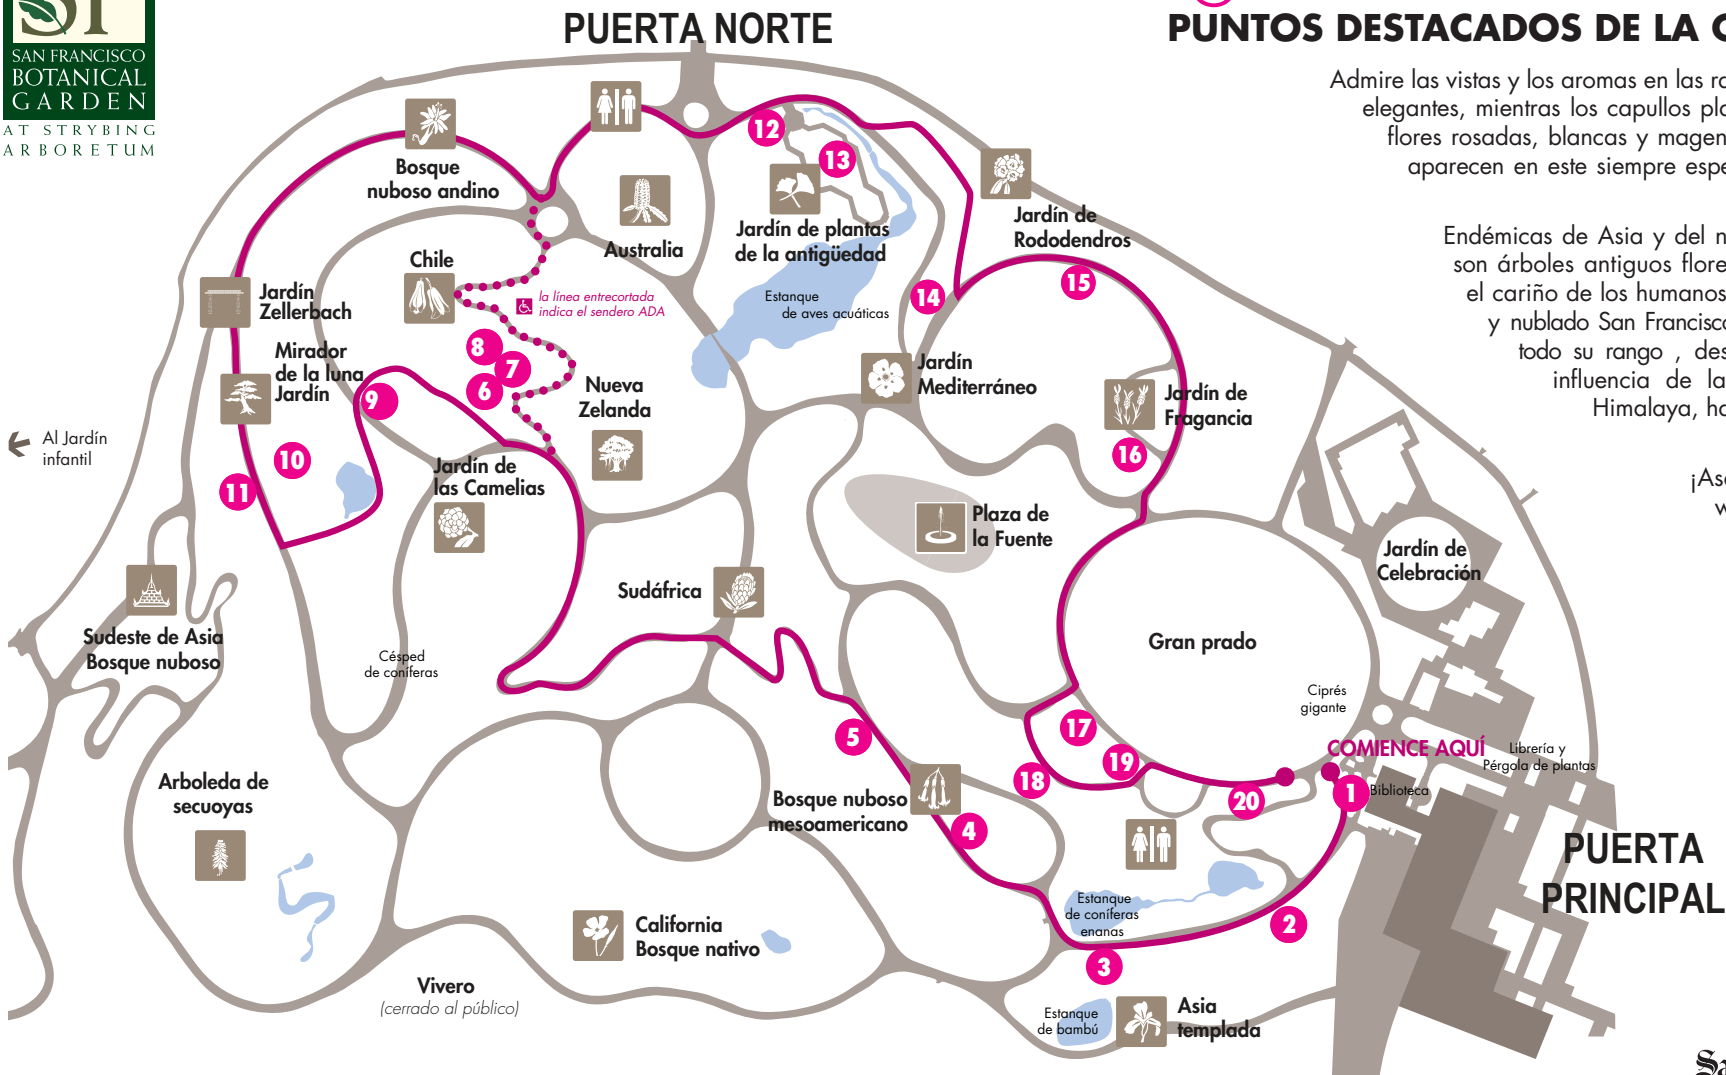 SAN FRANCISCO
BOTANICAL
GARDEN
AT STRYBING
ARBORETUM
PUERTA NORTE
PUNTOS DESTACADOS DE LA
Admire las vistas y los aromas en las
elegantes, mientras los capullos
flores rosadas, blancas y
aparecen en este siempre
Endémicas de Asia y del
son árboles antiguos
el cariño de los humanos
y nublado San Francisco
todo su rango , 
influencia de la
Himalaya,
Bosque
nuboso andino
Australia
12
13
Jardín de plantas
de la antigüedad
Estanque
de aves acuáticas
Jardín de
Rododendros
14
15
Chile
la línea entrecortada
indica el sendero ADA
Jardín
Zellerbach
Mirador
de la luna
Jardín
8
7
6
9
Nueva
Zelanda
Jardín
Mediterráneo
Jardín de
Fragancia
16
Al Jardín
infantil
10
11
Jardín de
las Camelias
Plaza de
la Fuente
Jardín de
Celebración
Sudáfrica
Sudeste de Asia
Bosque nuboso
Césped
de coníferas
Gran prado
Ciprés
gigante
17
5
18
19
COMIENCE AQUÍ
Librería y
Pérgola de plantas
20
1
Biblioteca
Arboleda de
secuoyas
Bosque nuboso
mesoamericano
4
PUERTA
PRINCIPAL
Estanque
de coníferas
enanas
2
3
California
Bosque nativo
Vivero
(cerrado al público)
Estanque
de bambú
Asia
templada